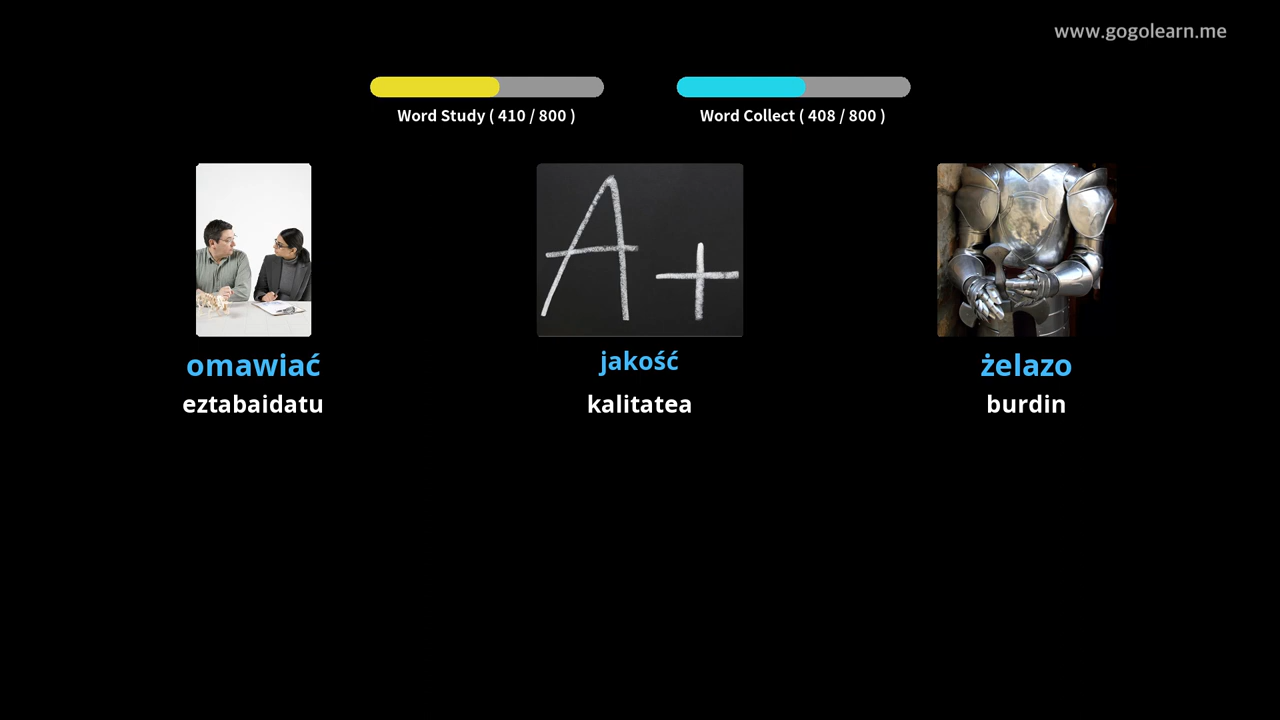 www.gogolearn.me
Word Study ( 410 / 800 )
Word Collect ( 408 / 800 )
A+
omawiać
jakość
żelazo
eztabaidatu
kalitatea
burdin